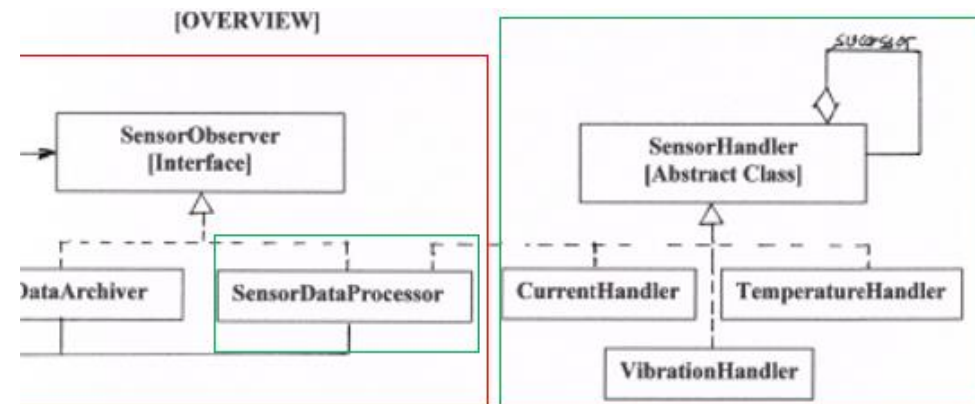 [OVERVIEW]
SensorObserver
[Interface]
SensorHandler
[Abstract Class]
DataArchiver
SensorDataProcessor
CurrentHandler
TemperatureHandler
VibrationHandler